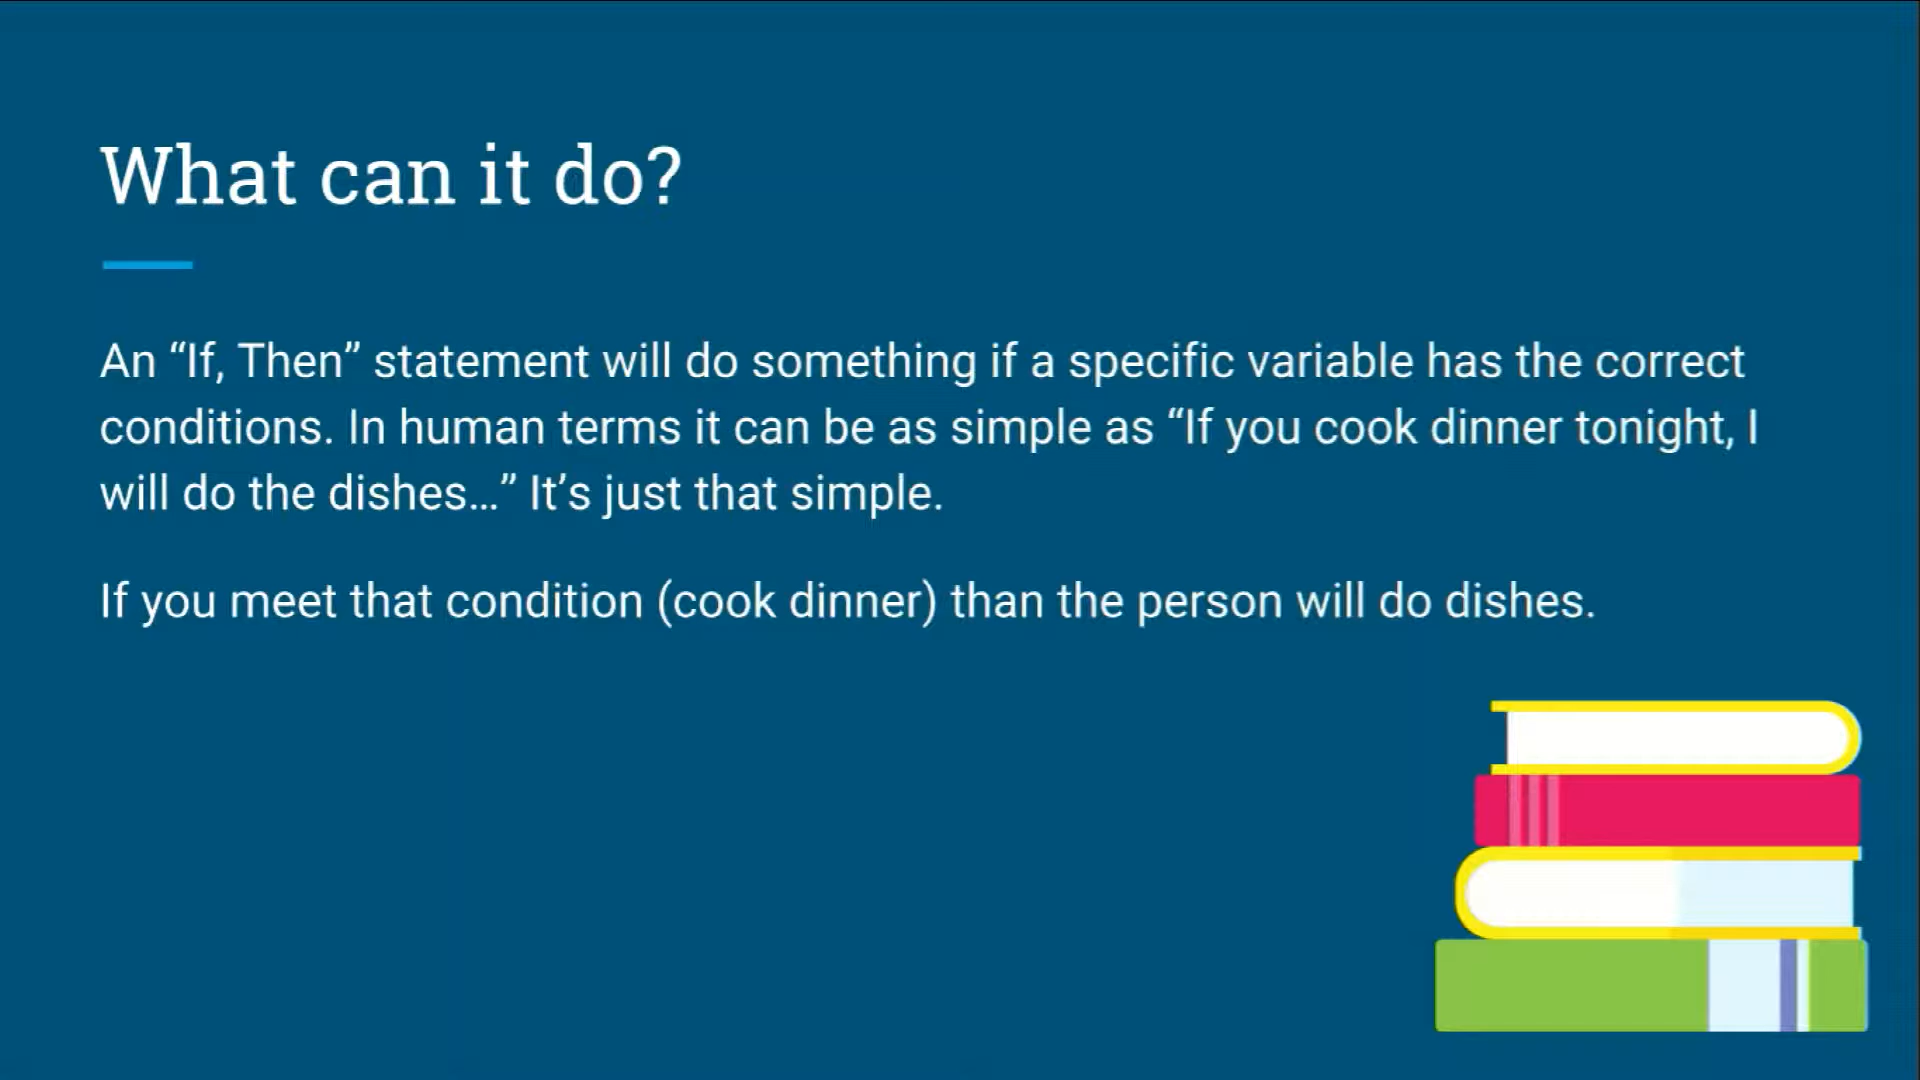 What can it do?
An “If, Then” statement will do something if a specific variable has the correct
conditions. In human terms it can be as simple as “If you cook dinner tonight, I
will do the dishes…” It’s just that simple.
If you meet that condition (cook dinner) than the person will do dishes.